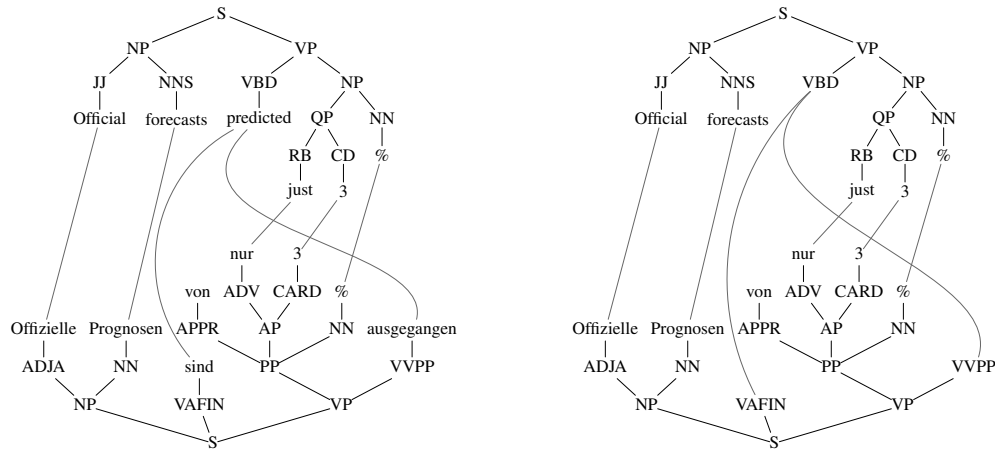 S S
NP VP NP VP
JJ NNS VBD NP JJ NNS VBD NP
Official forecasts predicted QP NN Official forecasts QP NN
RB CD % RB CD %
just 3 just 3
nur 3 nur 3
von ADV CARD % von ADV CARD %
Offizielle Prognosen APPR AP NN ausgegangen Offizielle Prognosen APPR AP NN
ADJA NN sind PP VVPP ADJA NN PP VVPP
NP VAFIN VP NP VAFIN VP
S S